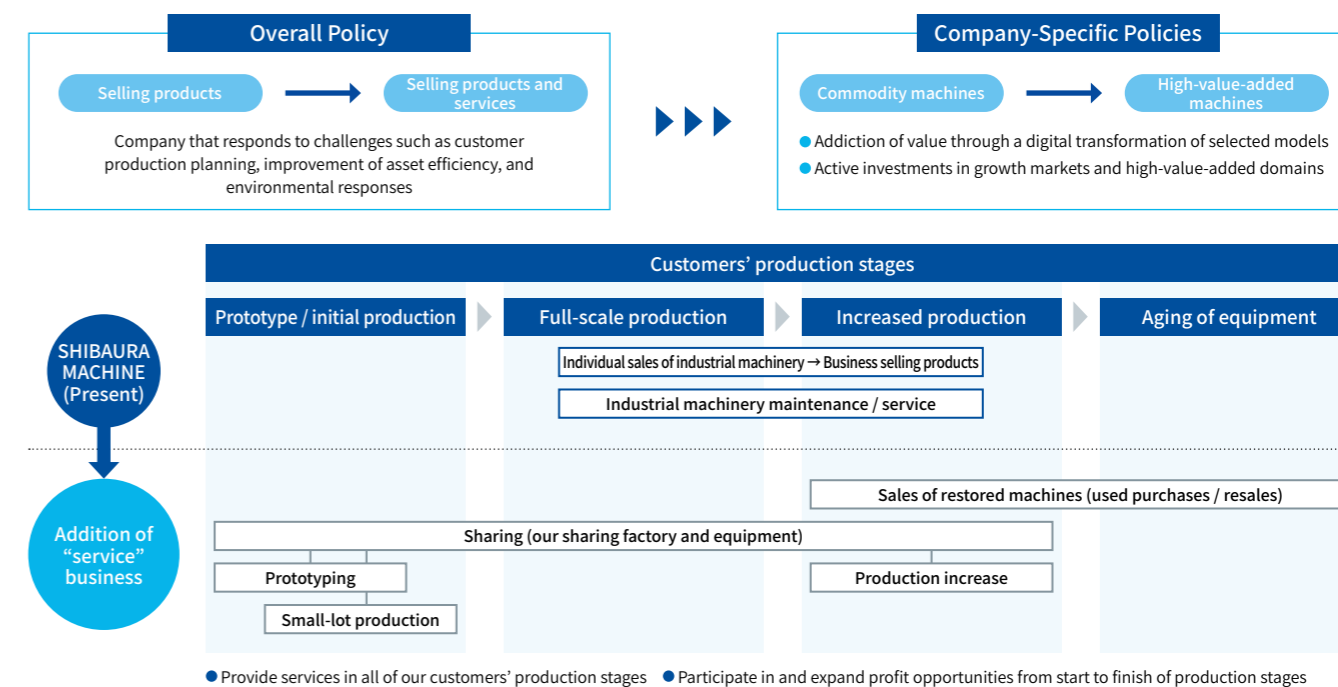 Overall Policy
Selling products
Selling products and
services
Company that responds to challenges such as customer
production planning, improvement of asset efficiency, and
environmental responses
Company-Specific Policies
Commodity machines
High-value-added
machines
● Addiction of value through a digital transformation of selected models
● Active investments in growth markets and high-value-added domains
Customers’ production stages
Prototype / initial production
Full-scale production
Increased production
Aging of equipment
SHIBAURA
MACHINE
(Present)
Individual sales of industrial machinery → Business selling products
Industrial machinery maintenance / service
Addition of
“service”
business
Sales of restored machines (used purchases / resales)
Sharing (our sharing factory and equipment)
Prototyping
Production increase
Small-lot production
● Provide services in all of our customers’ production stages ● Participate in and expand profit opportunities from start to finish of production stages